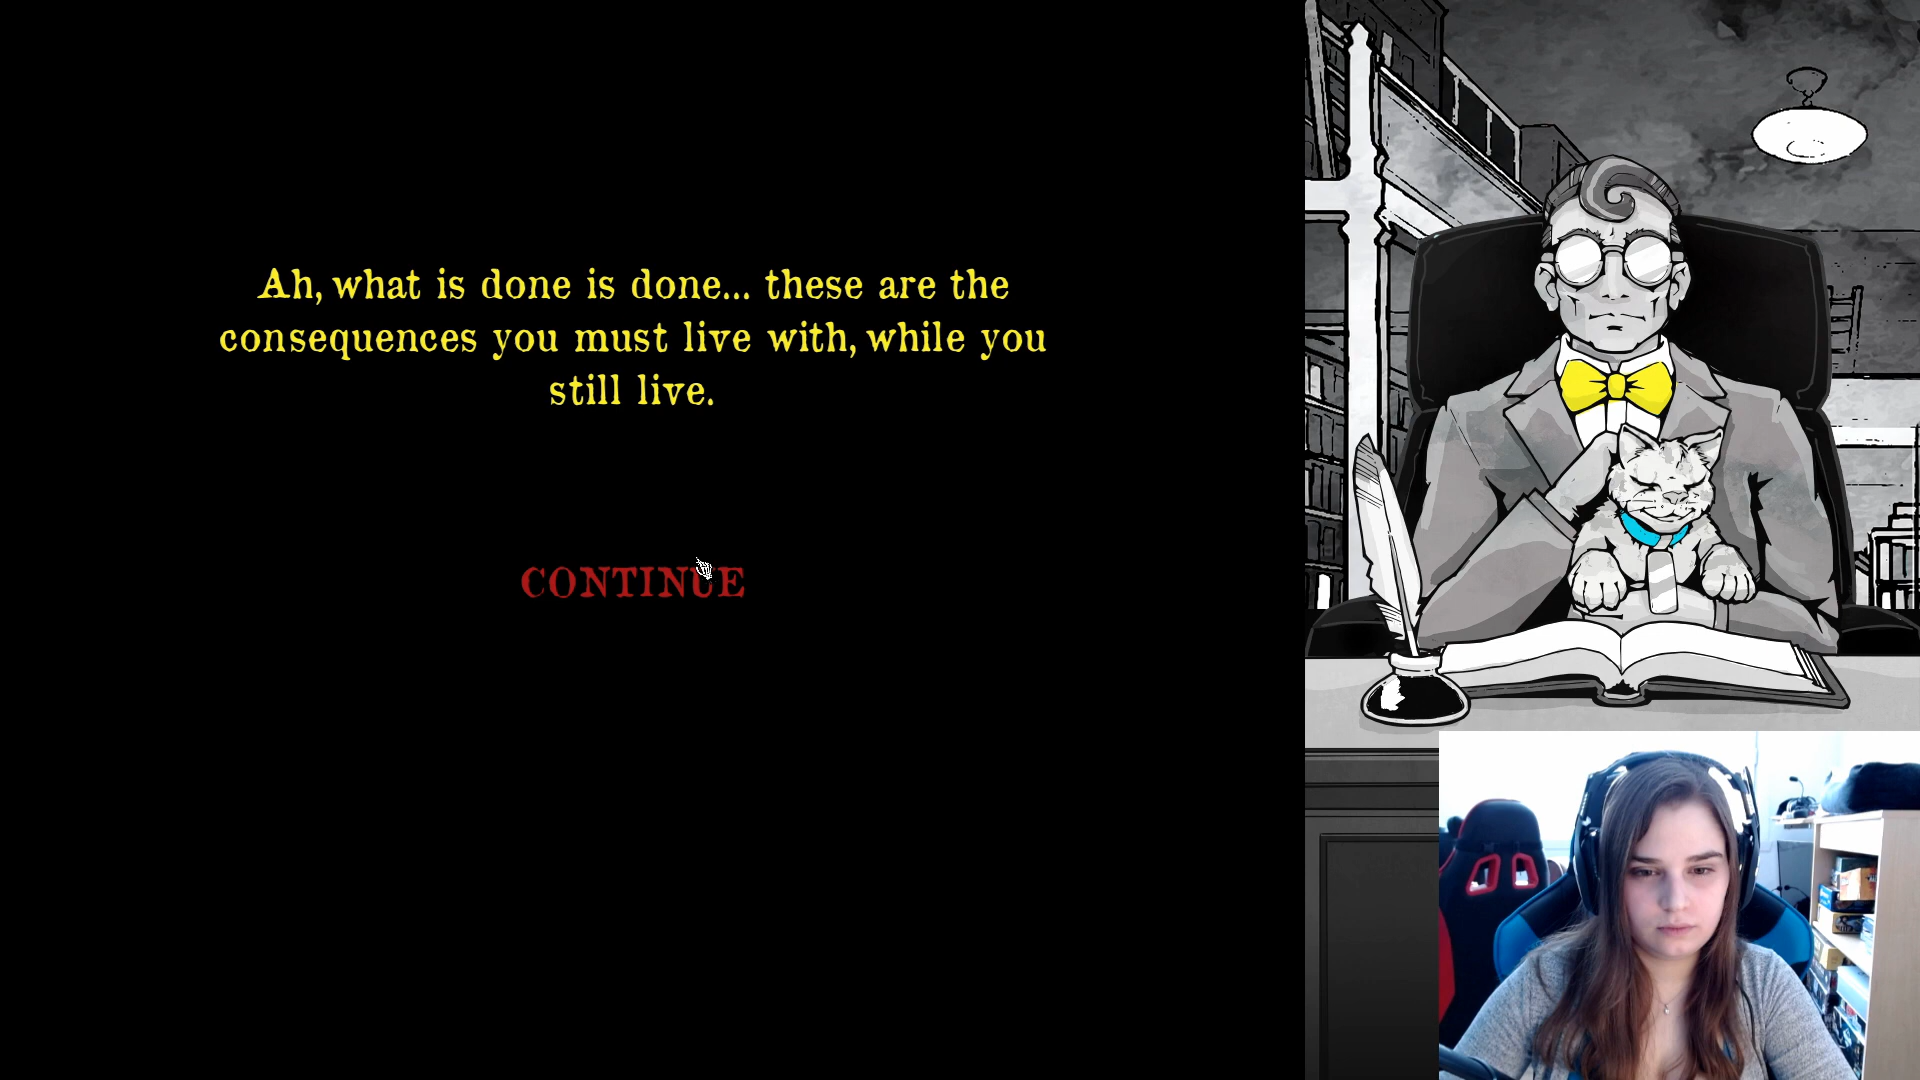 Ah, what is done is done... these are the
consequences you must live with, while you
still live.
CONTINUE